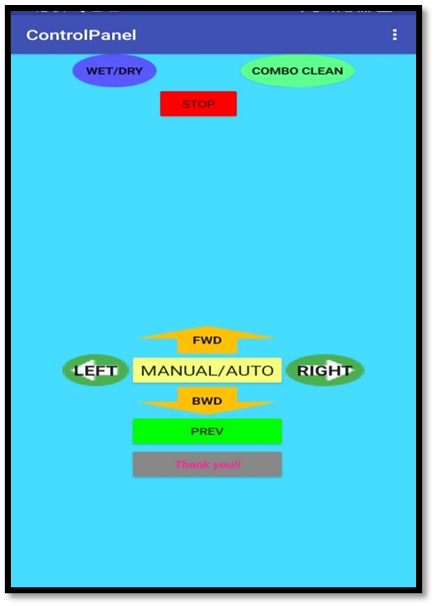 ControlPanel
WET/DRY COMBO CLEAN
STOP
FWD
LEFT MANUAL/AUTO RIGHT
BWD
PREV
Thank you!!